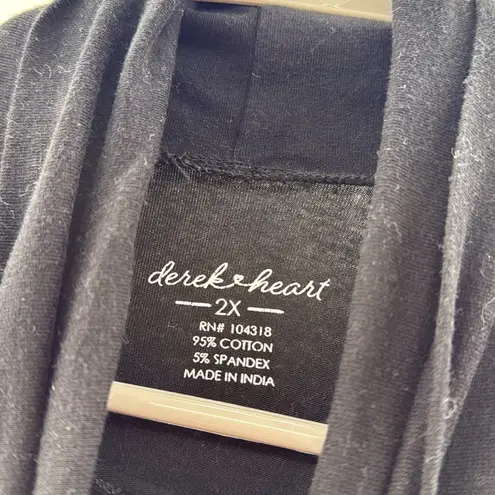 derek heart
2X
RN# 104318
95% COTTON
5% SPANDEX
MADE IN INDIA